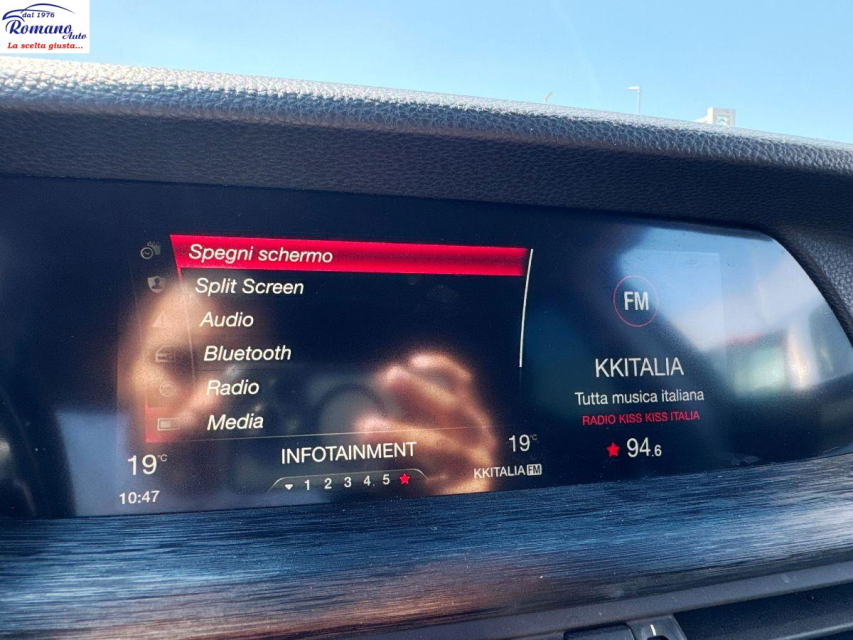 dal 1976
Romano
Auto
La scelta giusta...
Spegni schermo
Split Screen
Audio
Bluetooth
Radio
Media
INFOTAINMENT
19°C
10:47
1 2 3 4 5
19°C
KKITALIA FM
FM
KKITALIA
Tutta musica italiana
RADIO KISS KISS ITALIA
94.6